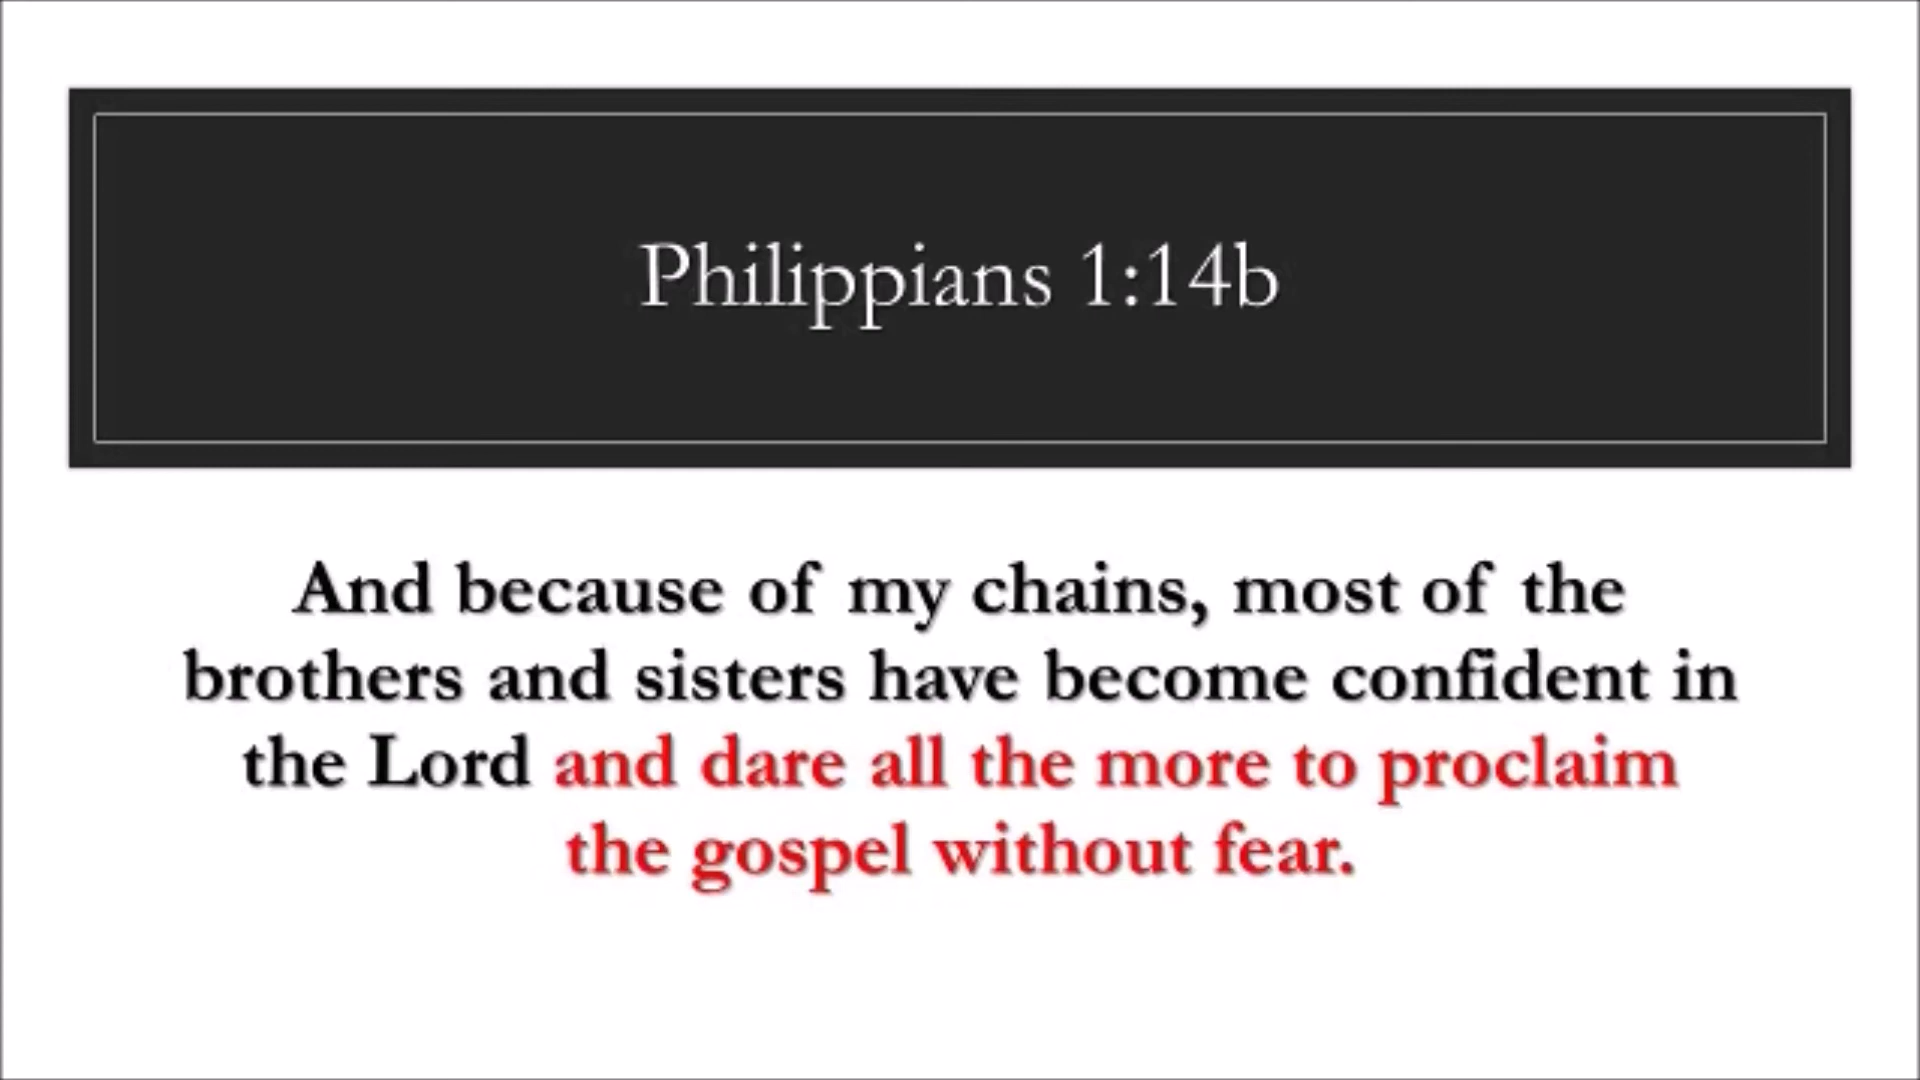 Philippians 1:14b
And because of my chains, most of the
brothers and sisters have become confident in
the Lord and dare all the more to proclaim
the gospel without fear.